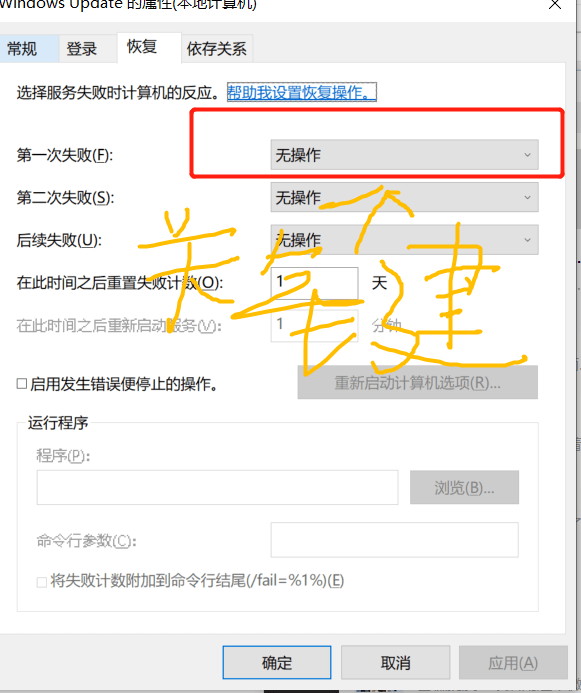 Windows Update 的属性(本地计算机)
常规 登录 恢复 依存关系
选择服务失败时计算机的反应。帮助我设置恢复操作。
第一次失败(F): 无操作
第二次失败(S): 无操作
后续失败(U): 无操作
在此时间之后重置失败计数(O): 1 天
在此时间之后重新启动服务(V): 1 分钟
启用发生错误便停止的操作。 重新启动计算机选项(R)...
运行程序
程序(P):
浏览(B)...
命令行参数(C):
将失败计数附加到命令行结尾(/fail=%1%)(E)
确定 取消 应用(A)